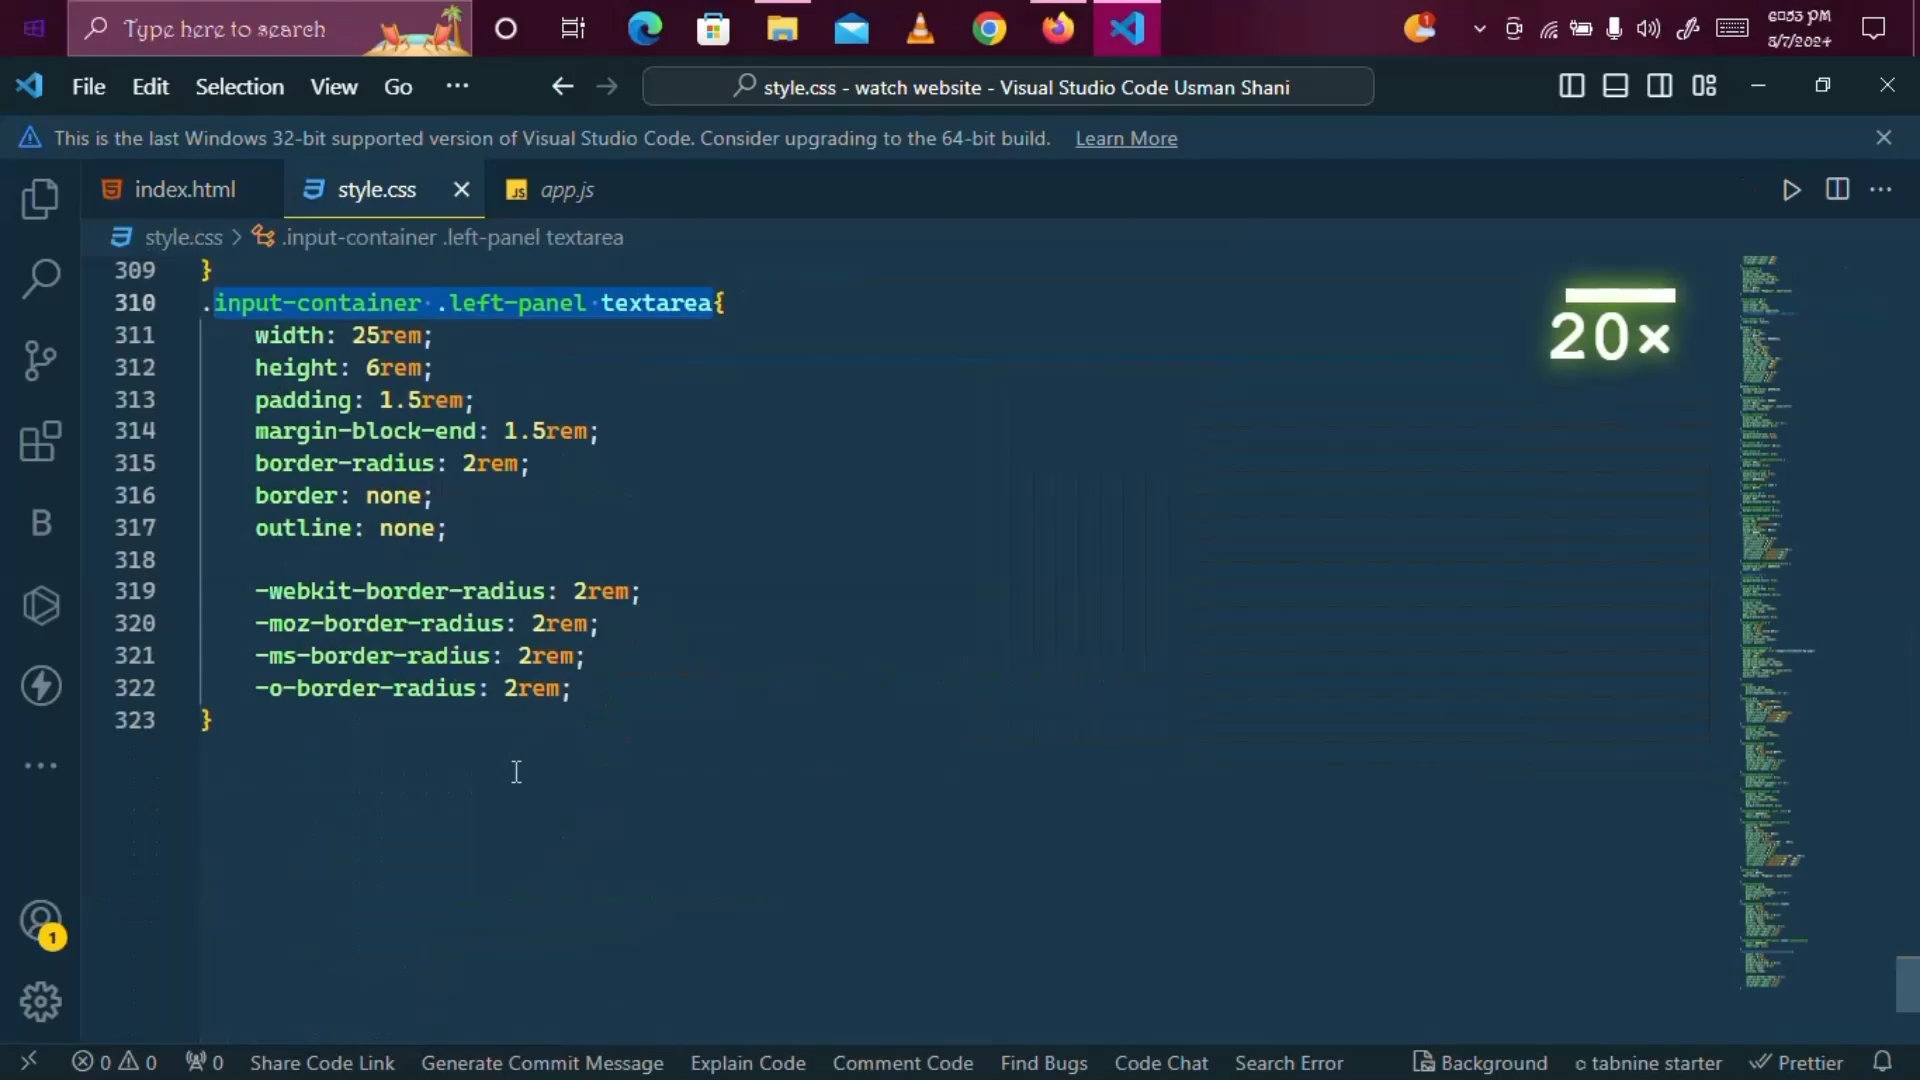 Type here to search
1
6:53 PM
File Edit Selection View Go ··· style.css - watch website - Visual Studio Code Usman Shani
This is the last Windows 32-bit supported version of Visual Studio Code. Consider upgrading to the 64-bit build. Learn More
index.html style.css JS app.js
style.css > .input-container .left-panel textarea
309 }
310 .input-container .left-panel textarea{
311 width: 25rem;
312 height: 6rem;
313 padding: 1.5rem;
314 margin-block-end: 1.5rem;
315 border-radius: 2rem;
316 border: none;
317 outline: none;
318
319 -webkit-border-radius: 2rem;
320 -moz-border-radius: 2rem;
321 -ms-border-radius: 2rem;
322 -o-border-radius: 2rem;
323 }
20×
B
1
0 0 0 Share Code Link Generate Commit Message Explain Code Comment Code Find Bugs Code Chat Search Error Background tabnine starter Prettier